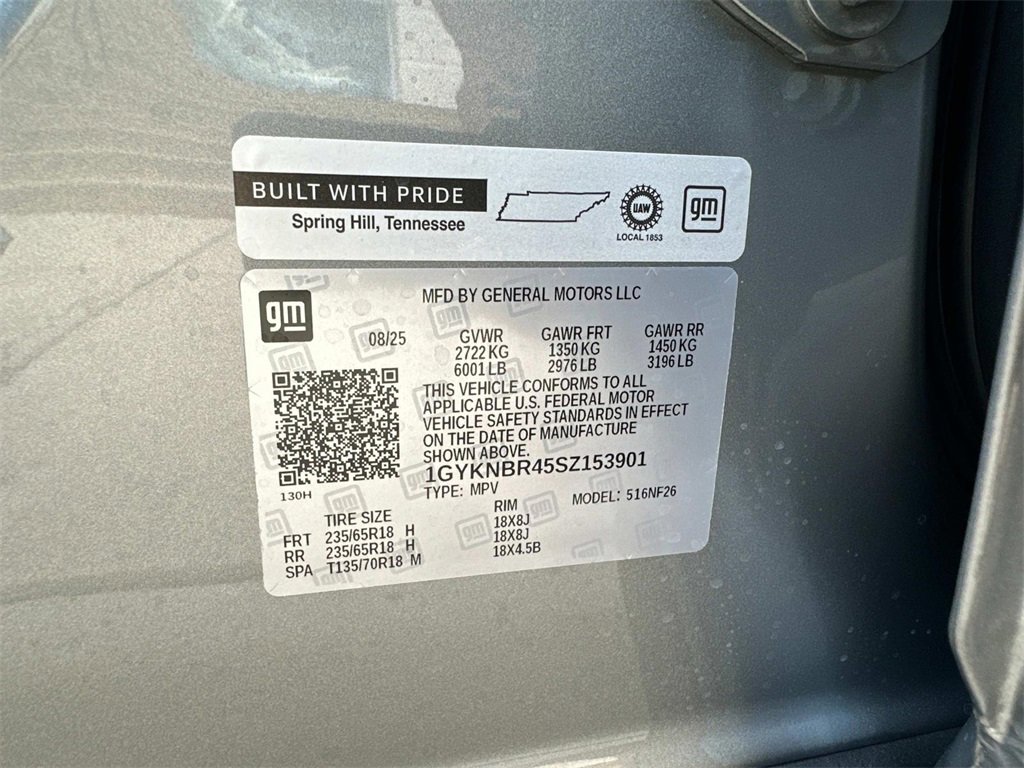 BUILT WITH PRIDE
Spring Hill, Tennessee
UAW
LOCAL 1853
gm
gm
MFD BY GENERAL MOTORS LLC
08/25
GVWR GAWR FRT GAWR RR
2722 KG 1350 KG 1450 KG
6001 LB 2976 LB 3196 LB
THIS VEHICLE CONFORMS TO ALL
APPLICABLE U.S. FEDERAL MOTOR
VEHICLE SAFETY STANDARDS IN EFFECT
ON THE DATE OF MANUFACTURE
SHOWN ABOVE.
1GYKNBR45SZ153901
TYPE: MPV MODEL: 516NF26
130H
TIRE SIZE RIM
FRT 235/65R18 H 18X8J
RR 235/65R18 H 18X8J
SPA T135/70R18 M 18X4.5B